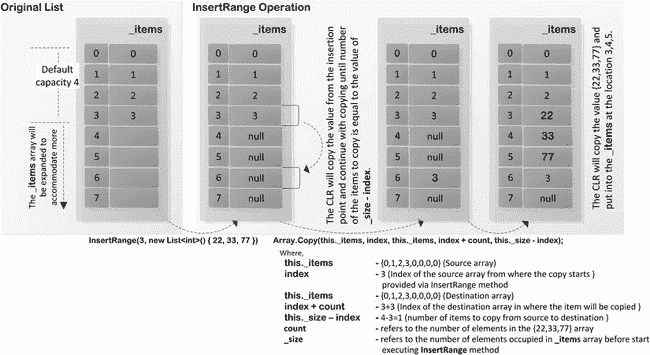 Original List
InsertRange Operation
_items
_items
_items
_items
Default
capacity 4
The _items array will
be expanded to
accommodate more
0
1 1
2 2
3 3
4
5
6
7
0 0
1 1
2 2
3 3
4 null
5 null
6 null
7 null
The CLR will copy the value from the insertion
point and continue with copying until number
of the items to copy is equal to the value of
_size - index.
0 0
1 1
2 2
3 3
4 null
5 null
6 3
7 null
0 0
1 1
2 2
3 22
4 33
5 77
6 3
7 null
The CLR will copy the value {22,33,77} and
put into the _items at the location 3,4,5.
InsertRange(3, new List<int>() { 22, 33, 77 })
Array.Copy(this._items, index, this._items, index + count, this._size - index);
Where,
this._items - {0,1,2,3,0,0,0,0} (Source array)
index - 3 (Index of the source array from where the copy starts )
provided via InsertRange method
this._items - {0,1,2,3,0,0,0,0} (Destination array)
index + count - 3+3 (Index of the destination array in where the item will be copied )
this._size – index - 4-3=1 (number of items to copy from source to destination )
count - refers to the number of elements in the {22,33,77} array
_size - refers to the number of elements occupied in _items array before start
executing InsertRange method